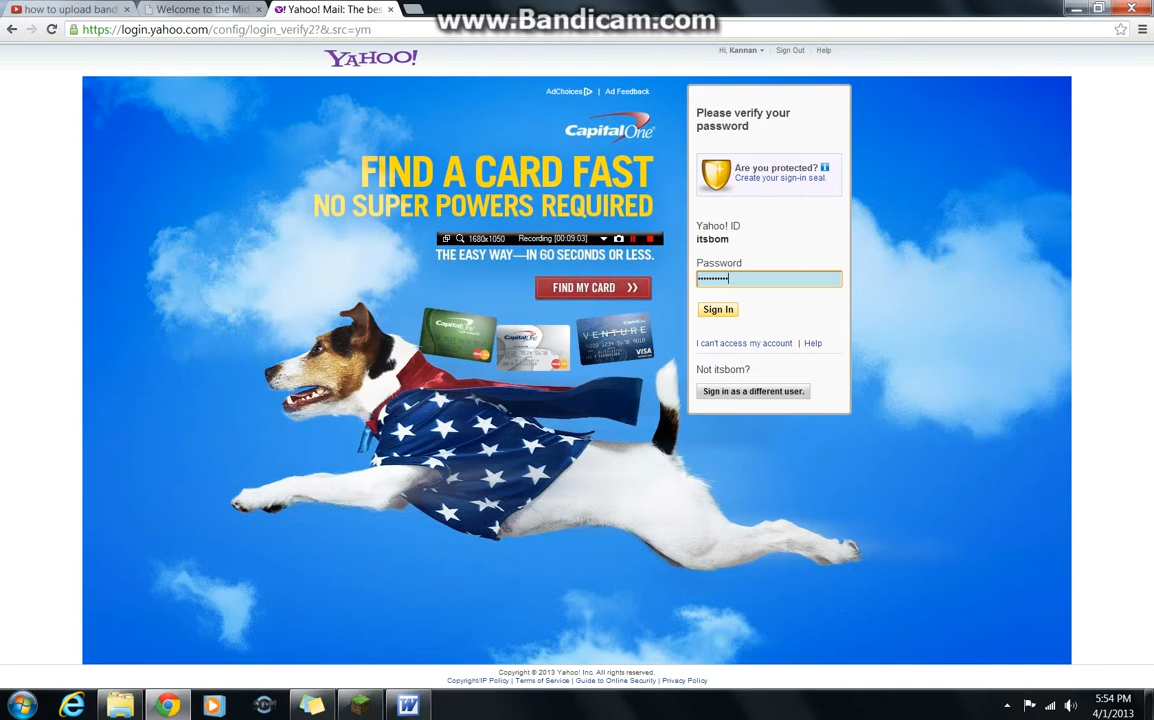 www.Bandicam.com
how to upload band
Welcome to the Mid
Yahoo! Mail: The bes
https://login.yahoo.com/config/login_verify2?&.src=ym
YAHOO!
Hi, Kannan
Sign Out
Help
AdChoices | Ad Feedback
Capital One
FIND A CARD FAST
NO SUPER POWERS REQUIRED
1680x1050 Recording [00:09:03]
THE EASY WAY—IN 60 SECONDS OR LESS.
FIND MY CARD
VENTURE
VISA
Please verify your
password
Are you protected?
Create your sign-in seal.
Yahoo! ID
itsbom
Password
•••••••••••
Sign In
I can't access my account | Help
Not itsbom?
Sign in as a different user.
Copyright © 2013 Yahoo! Inc. All rights reserved.
Copyright/IP Policy | Terms of Service | Guide to Online Security | Privacy Policy
5:54 PM
4/1/2013